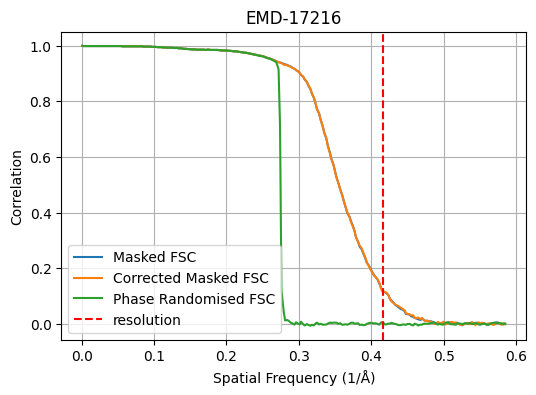 EMD-17216
1.0
0.8
0.6
0.4
0.2
0.0
Correlation
Masked FSC
Corrected Masked FSC
Phase Randomised FSC
resolution
0.0 0.1 0.2 0.3 0.4 0.5 0.6
Spatial Frequency (1/Å)